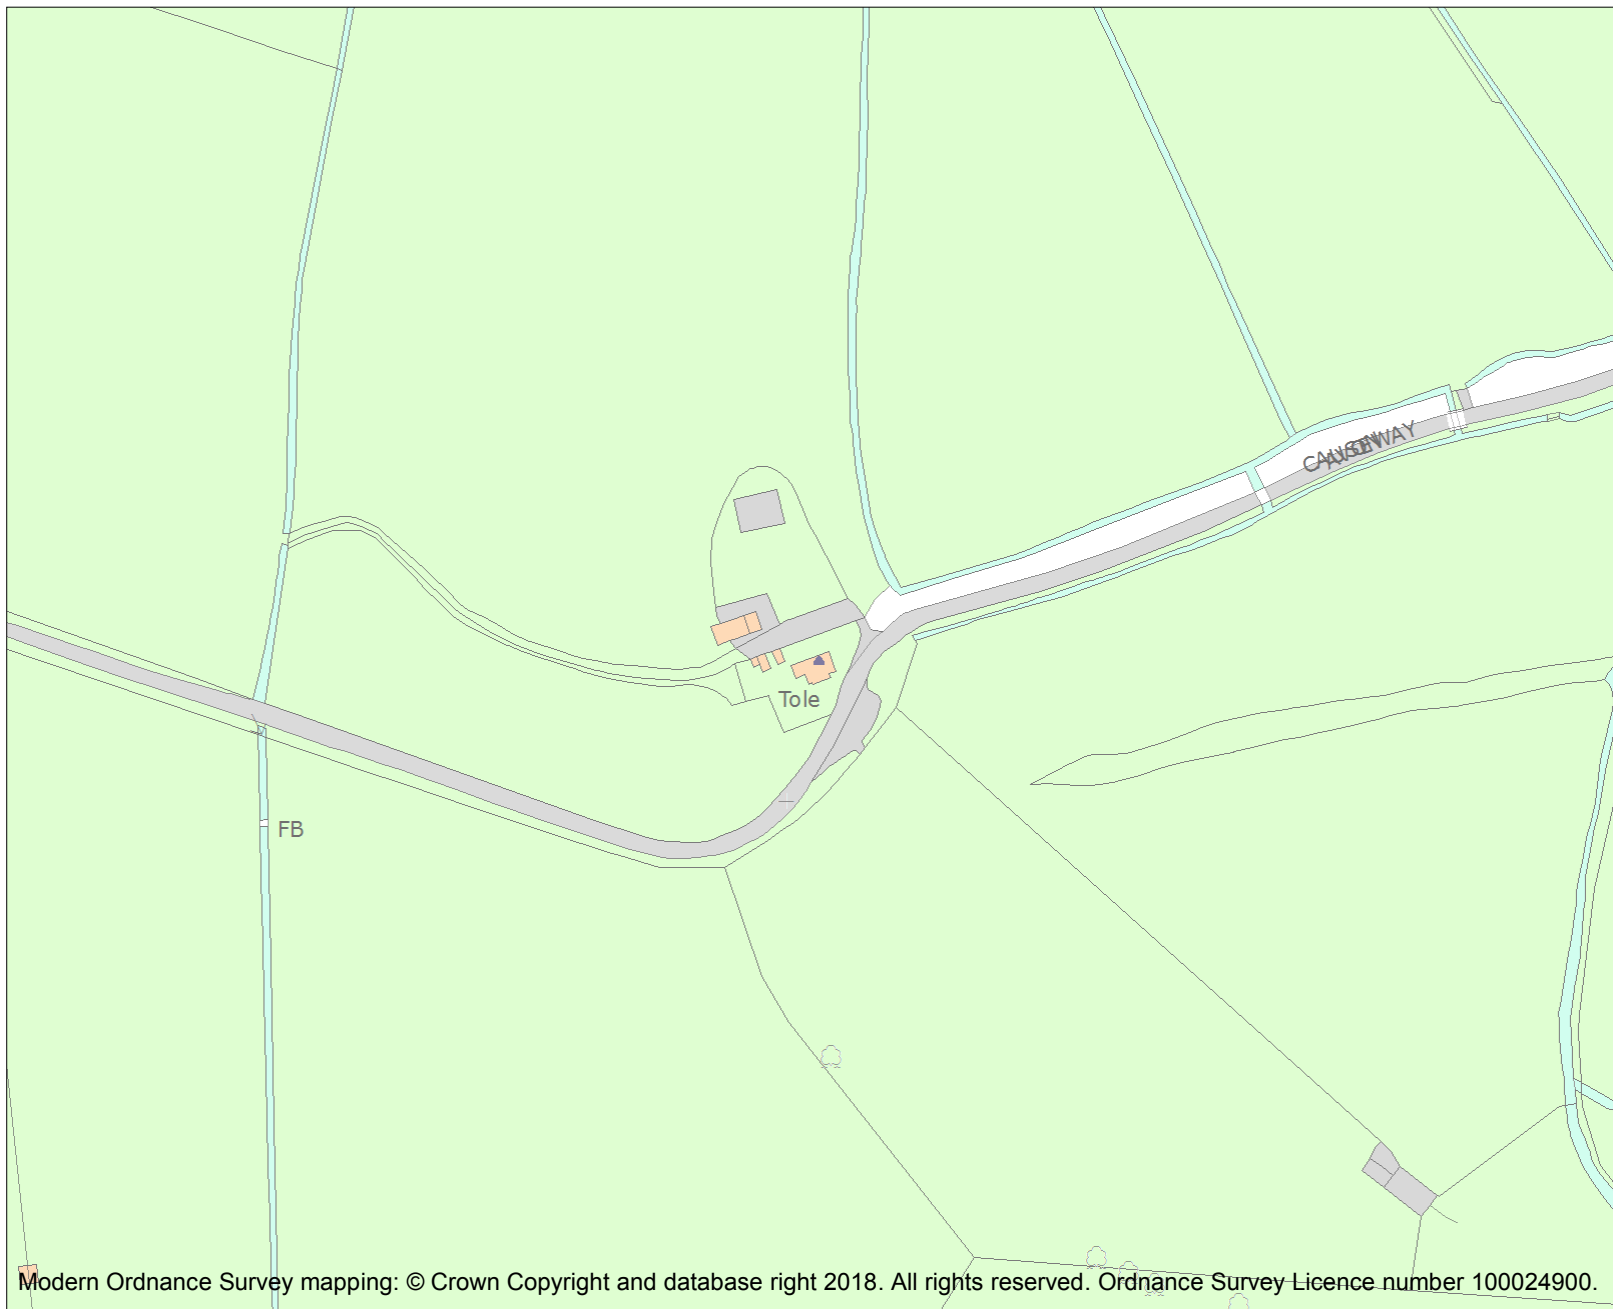 CAUSEWAY
Tole
FB
Modern Ordnance Survey mapping: © Crown Copyright and database right 2018. All rights reserved. Ordnance Survey Licence number 100024900.